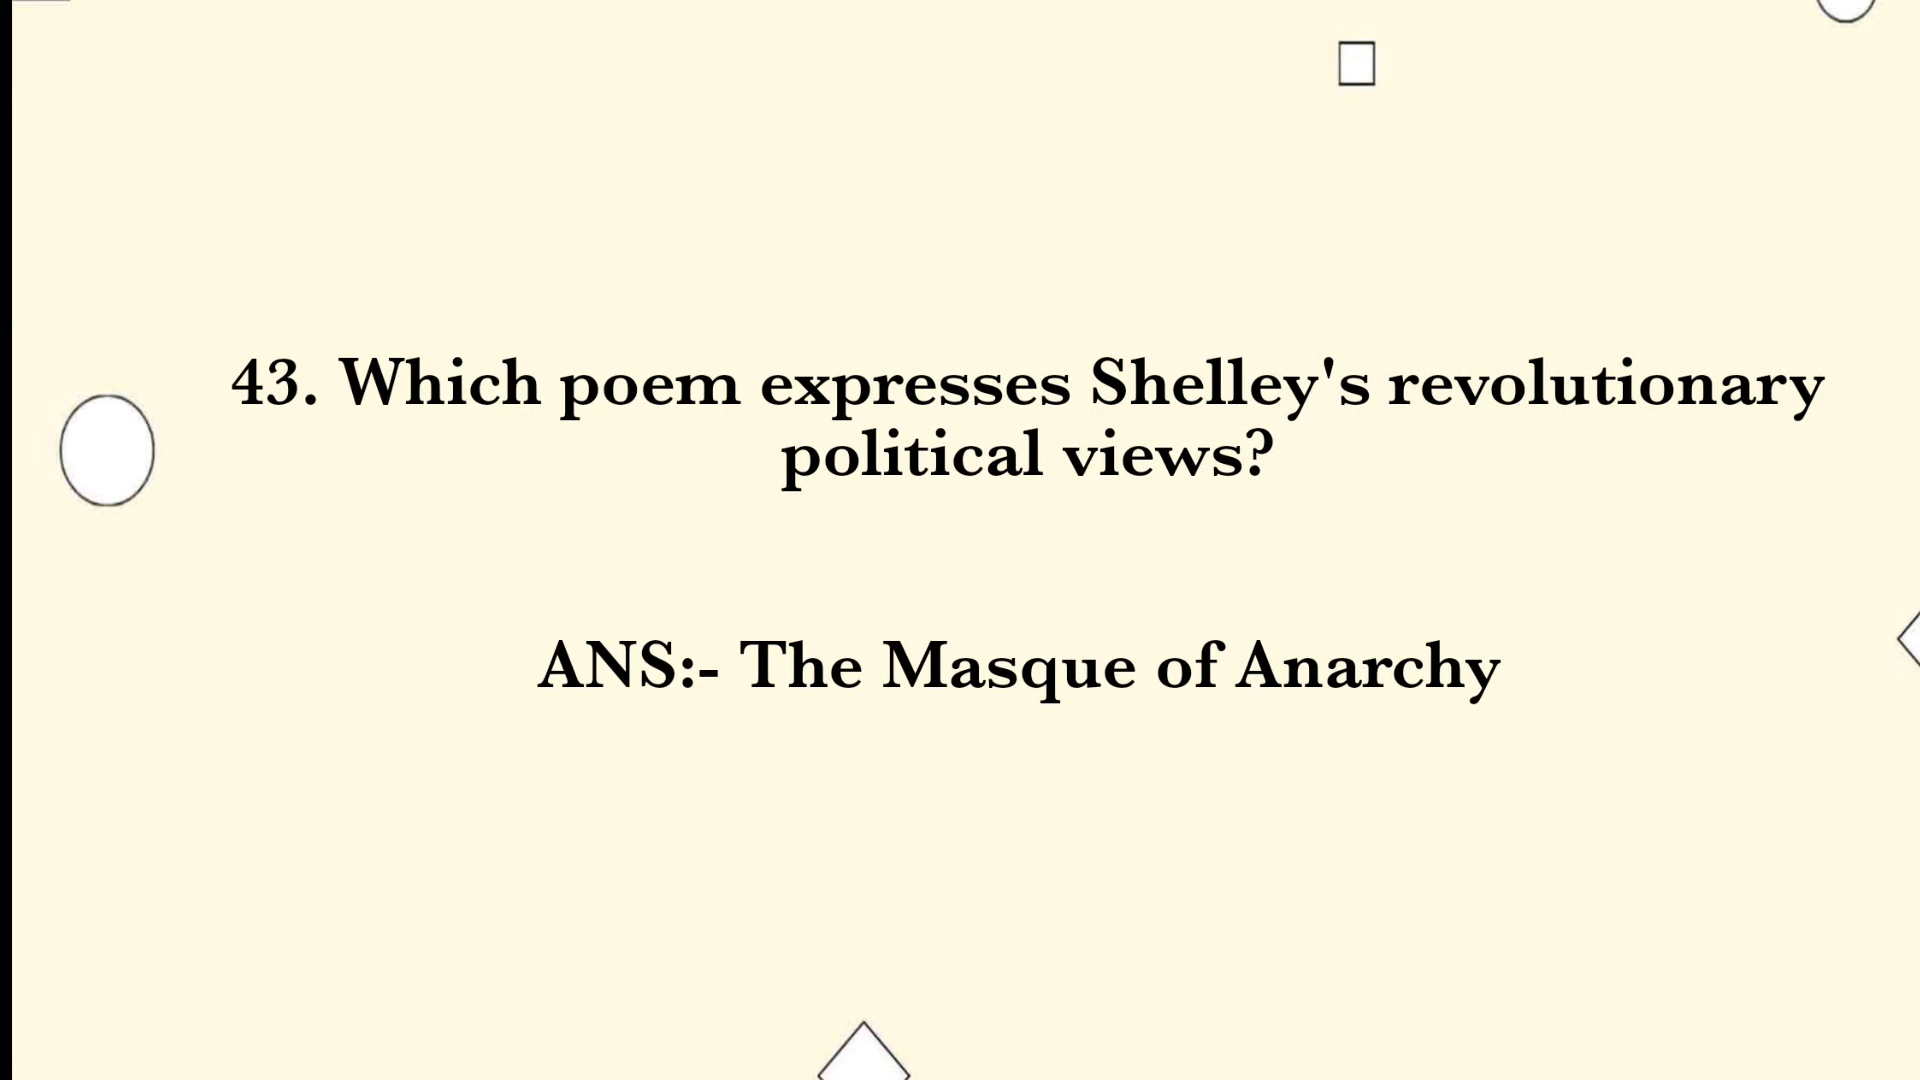 43. Which poem expresses Shelley's revolutionary
political views?
ANS:- The Masque of Anarchy